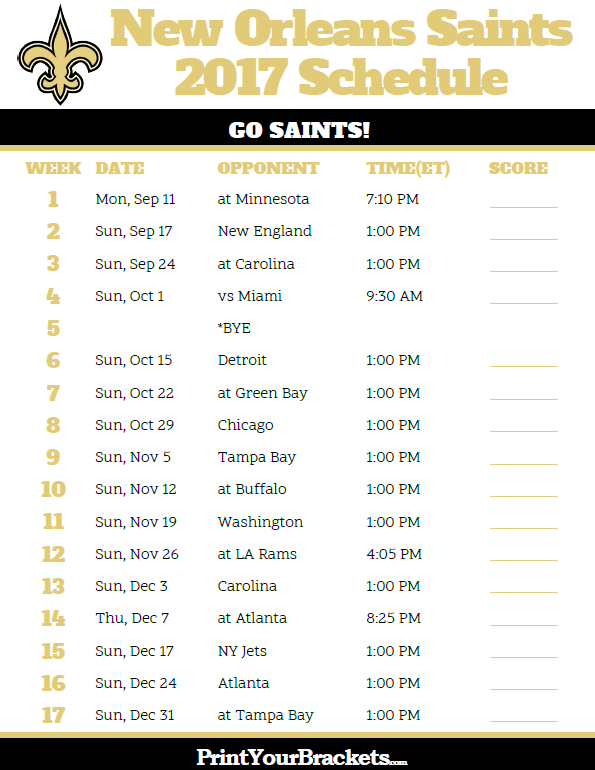 New Orleans Saints
2017 Schedule
GO SAINTS!
WEEK DATE OPPONENT TIME(ET) SCORE
1 Mon, Sep 11 at Minnesota 7:10 PM
2 Sun, Sep 17 New England 1:00 PM
3 Sun, Sep 24 at Carolina 1:00 PM
4 Sun, Oct 1 vs Miami 9:30 AM
5 *BYE
6 Sun, Oct 15 Detroit 1:00 PM
7 Sun, Oct 22 at Green Bay 1:00 PM
8 Sun, Oct 29 Chicago 1:00 PM
9 Sun, Nov 5 Tampa Bay 1:00 PM
10 Sun, Nov 12 at Buffalo 1:00 PM
11 Sun, Nov 19 Washington 1:00 PM
12 Sun, Nov 26 at LA Rams 4:05 PM
13 Sun, Dec 3 Carolina 1:00 PM
14 Thu, Dec 7 at Atlanta 8:25 PM
15 Sun, Dec 17 NY Jets 1:00 PM
16 Sun, Dec 24 Atlanta 1:00 PM
17 Sun, Dec 31 at Tampa Bay 1:00 PM
PrintYourBrackets.com